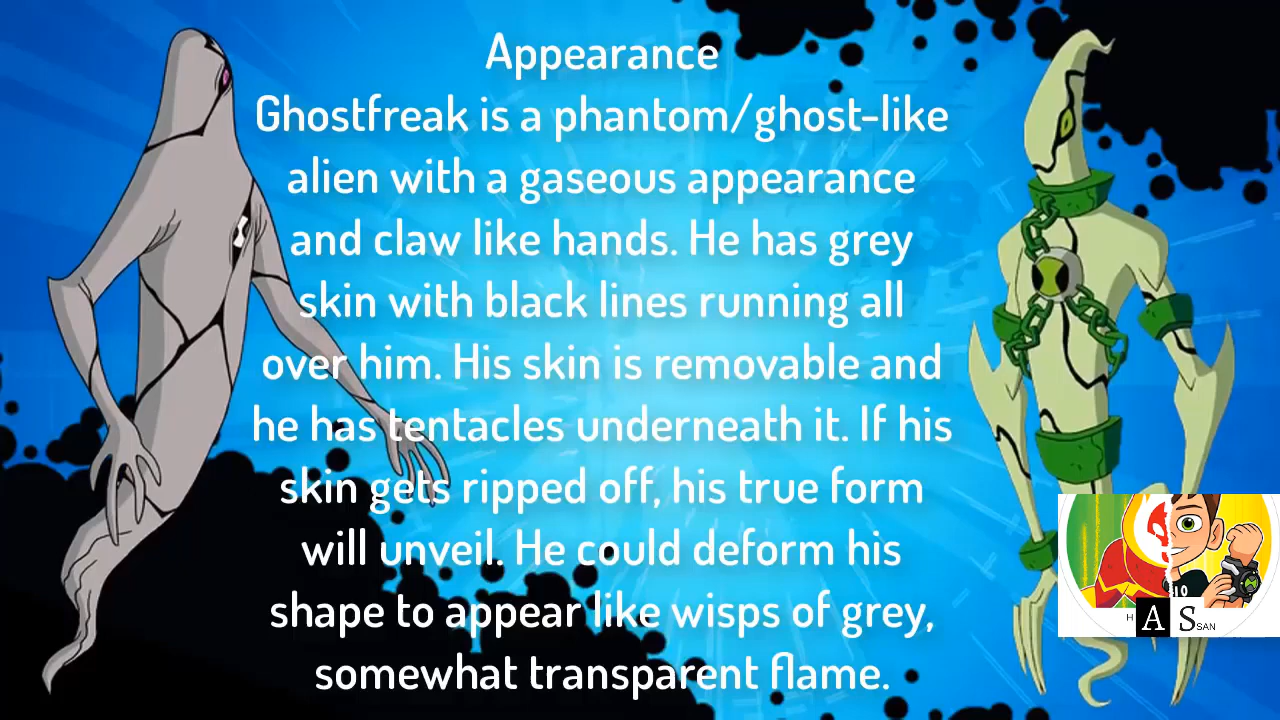 Appearance
Ghostfreak is a phantom/ghost-like
alien with a gaseous appearance
and claw like hands. He has grey
skin with black lines running all
over him. His skin is removable and
he has tentacles underneath it. If his
skin gets ripped off, his true form
will unveil. He could deform his
shape to appear like wisps of grey,
somewhat transparent flame.
10
H A S SAN